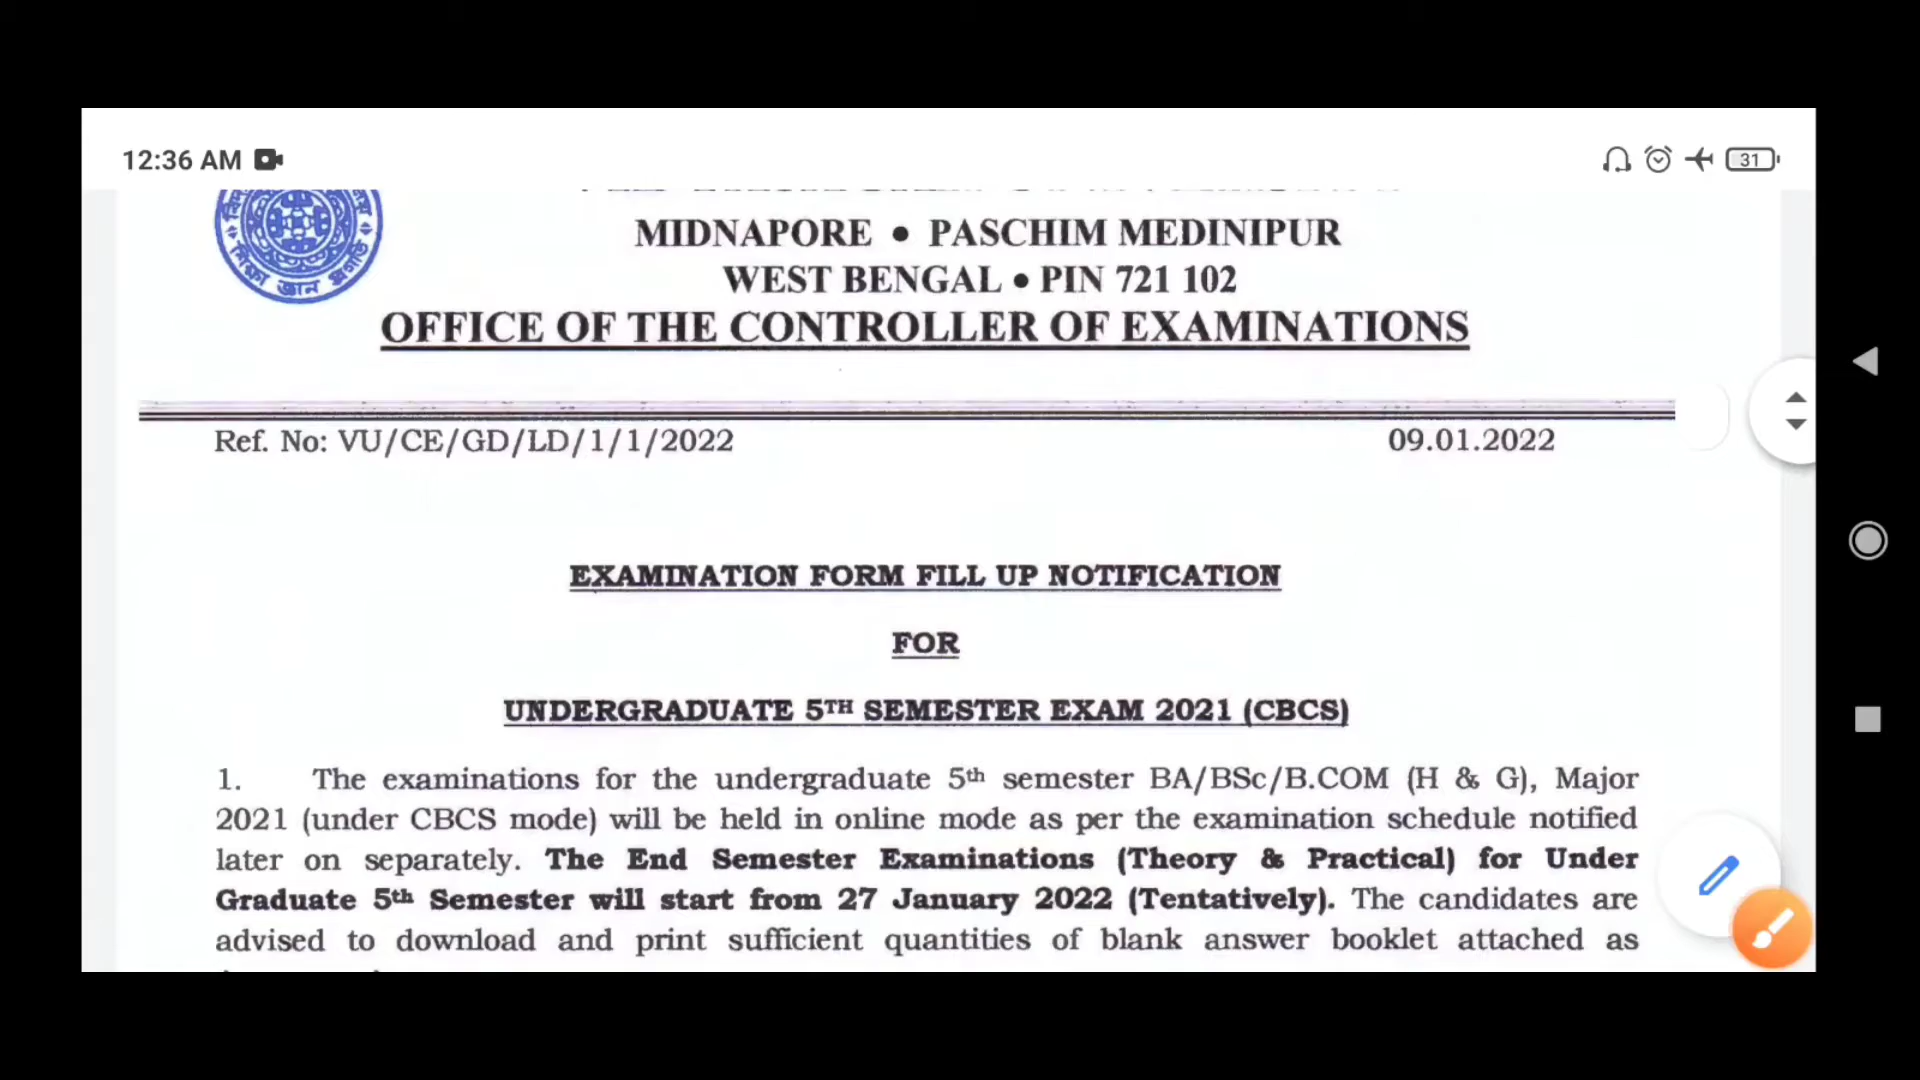 12:36 AM
31
শিক্ষা জ্ঞান প্রগতি
MIDNAPORE • PASCHIM MEDINIPUR
WEST BENGAL • PIN 721 102
OFFICE OF THE CONTROLLER OF EXAMINATIONS
Ref. No: VU/CE/GD/LD/1/1/2022 09.01.2022
EXAMINATION FORM FILL UP NOTIFICATION
FOR
UNDERGRADUATE 5TH SEMESTER EXAM 2021 (CBCS)
1. The examinations for the undergraduate 5th semester BA/BSc/B.COM (H & G), Major
2021 (under CBCS mode) will be held in online mode as per the examination schedule notified
later on separately. The End Semester Examinations (Theory & Practical) for Under
Graduate 5th Semester will start from 27 January 2022 (Tentatively). The candidates are
advised to download and print sufficient quantities of blank answer booklet attached as